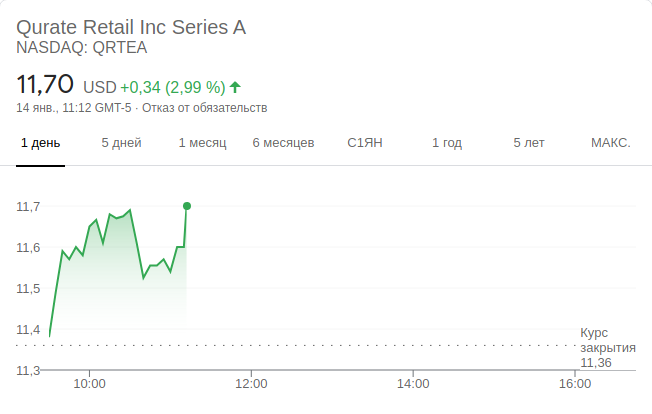 Qurate Retail Inc Series A
NASDAQ: QRTEA
11,70 USD +0,34 (2,99 %)
14 янв., 11:12 GMT-5 · Отказ от обязательств
1 день 5 дней 1 месяц 6 месяцев С1ЯН 1 год 5 лет МАКС.
11,7
11,6
11,5
11,4
Курс
закрытия
11,36
11,3
10:00 12:00 14:00 16:00